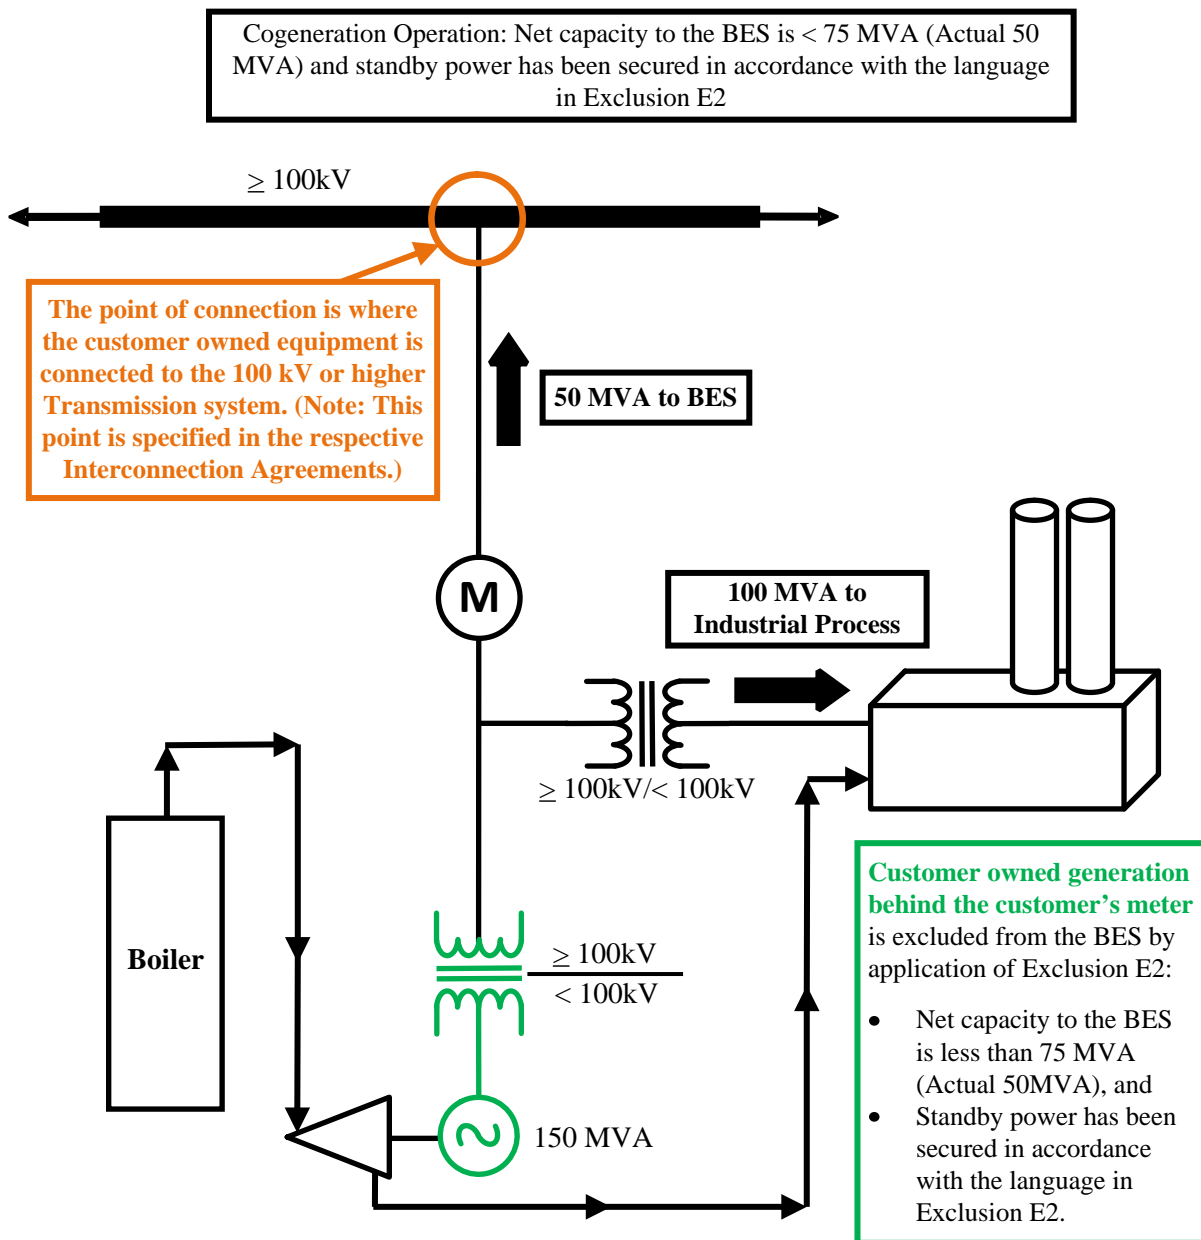 Cogeneration Operation: Net capacity to the BES is < 75 MVA (Actual 50
MVA) and standby power has been secured in accordance with the language
in Exclusion E2
≥ 100kV
The point of connection is where
the customer owned equipment is
connected to the 100 kV or higher
Transmission system. (Note: This
point is specified in the respective
Interconnection Agreements.)
50 MVA to BES
M
100 MVA to
Industrial Process
≥ 100kV/< 100kV
Boiler
≥ 100kV
< 100kV
150 MVA
Customer owned generation
behind the customer’s meter
is excluded from the BES by
application of Exclusion E2:
• Net capacity to the BES
is less than 75 MVA
(Actual 50MVA), and
• Standby power has been
secured in accordance
with the language in
Exclusion E2.